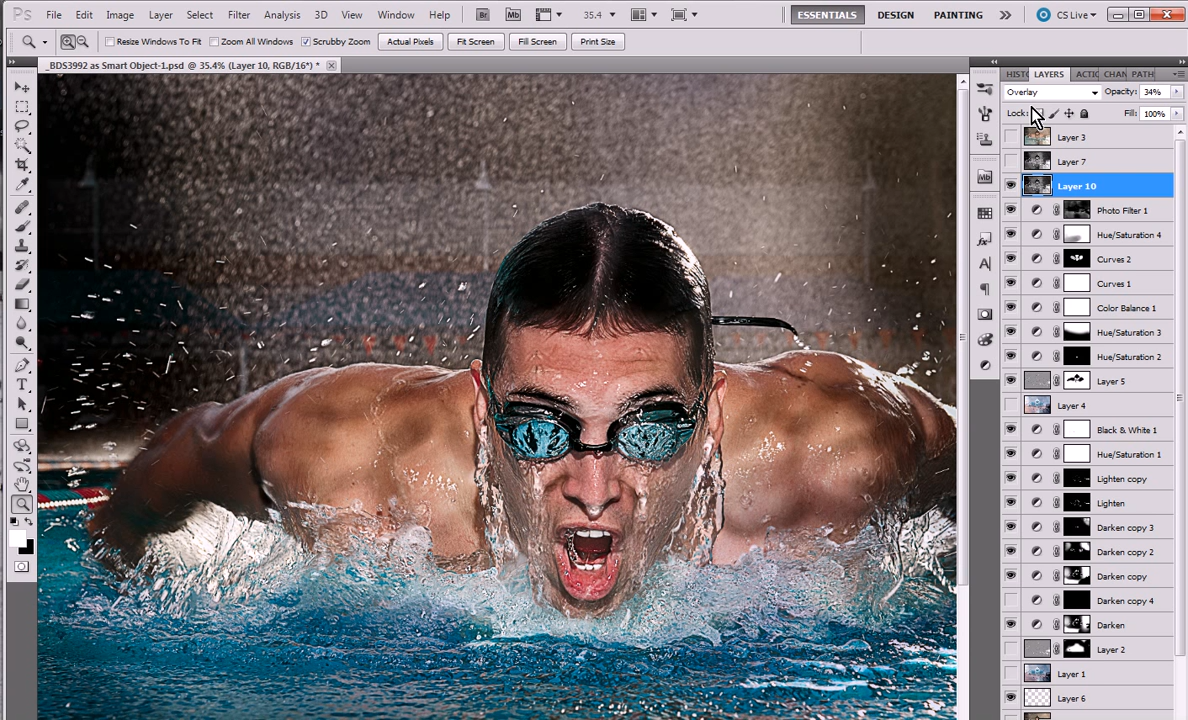 Ps File Edit Image Layer Select Filter Analysis 3D View Window Help Br Mb 35.4 ESSENTIALS DESIGN PAINTING CS Live
Resize Windows To Fit Zoom All Windows Scrubby Zoom Actual Pixels Fit Screen Fill Screen Print Size
_BDS3992 as Smart Object-1.psd @ 35.4% (Layer 10, RGB/16*) *
HISTO LAYERS ACTIO CHAN PATH
Overlay Opacity: 34%
Lock: Fill: 100%
Layer 3
Layer 7
Mb
Layer 10
Photo Filter 1
Hue/Saturation 4
Curves 2
Curves 1
Color Balance 1
Hue/Saturation 3
Hue/Saturation 2
Layer 5
Layer 4
Black & White 1
Hue/Saturation 1
Lighten copy
Lighten
Darken copy 3
Darken copy 2
Darken copy
Darken copy 4
Darken
Layer 2
Layer 1
Layer 6